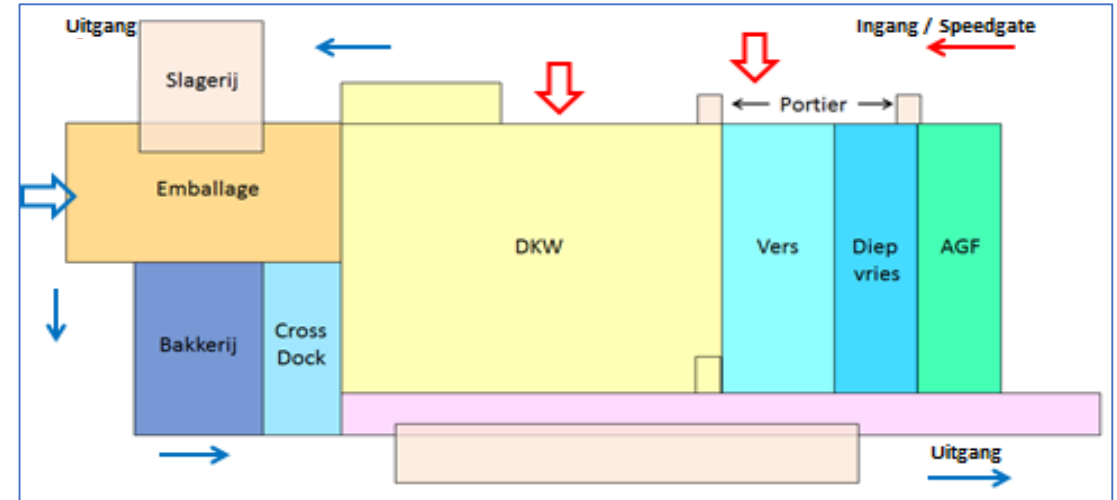 Uitgang
Ingang / Speedgate
Slagerij
Portier
Emballage
DKW
Vers
Diep
vries
AGF
Bakkerij
Cross
Dock
Uitgang